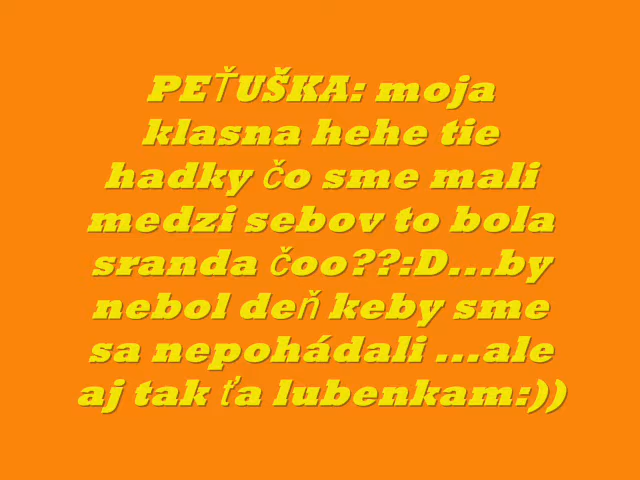 PEŤUŠKA: moja
klasna hehe tie
hadky čo sme mali
medzi sebov to bola
sranda čoo??:D...by
nebol deň keby sme
sa nepohádali ...ale
aj tak ťa lubenkam:))